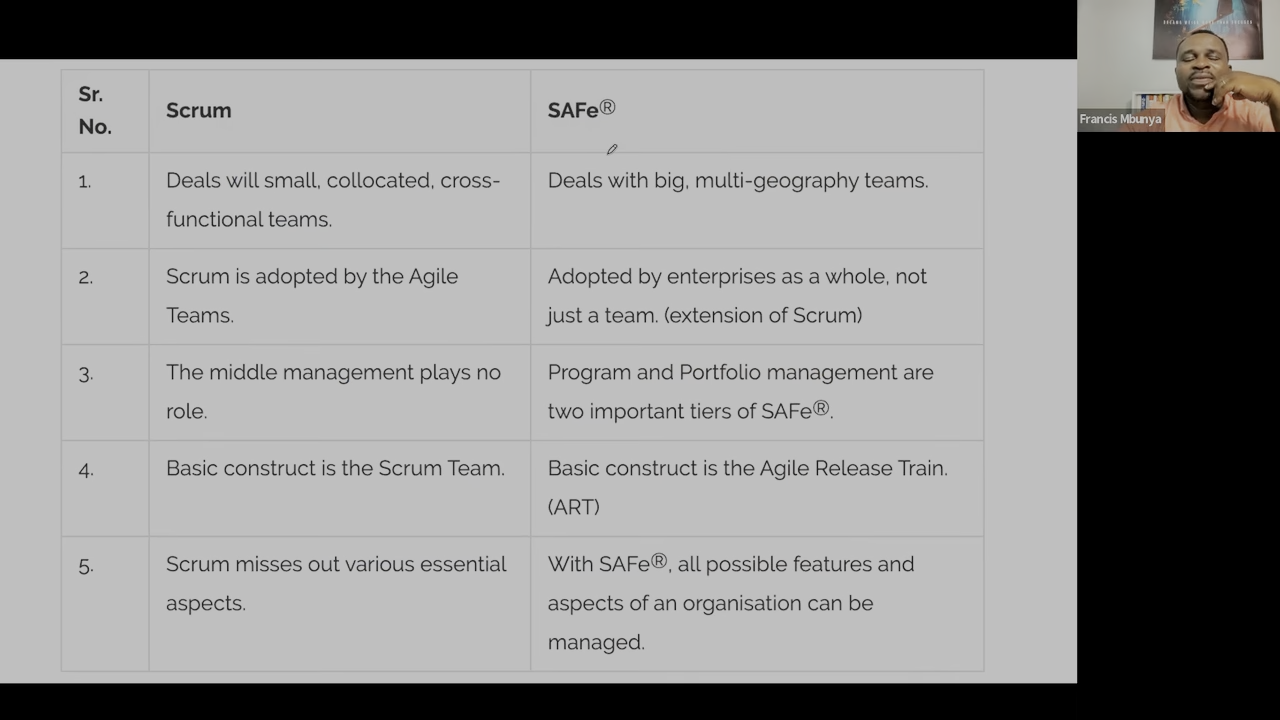 Sr.
No.
Scrum
SAFe®
1.
Deals will small, collocated, cross-
functional teams.
Deals with big, multi-geography teams.
2.
Scrum is adopted by the Agile
Teams.
Adopted by enterprises as a whole, not
just a team. (extension of Scrum)
3.
The middle management plays no
role.
Program and Portfolio management are
two important tiers of SAFe®.
4.
Basic construct is the Scrum Team.
Basic construct is the Agile Release Train.
(ART)
5.
Scrum misses out various essential
aspects.
With SAFe®, all possible features and
aspects of an organisation can be
managed.
Francis Mbunya